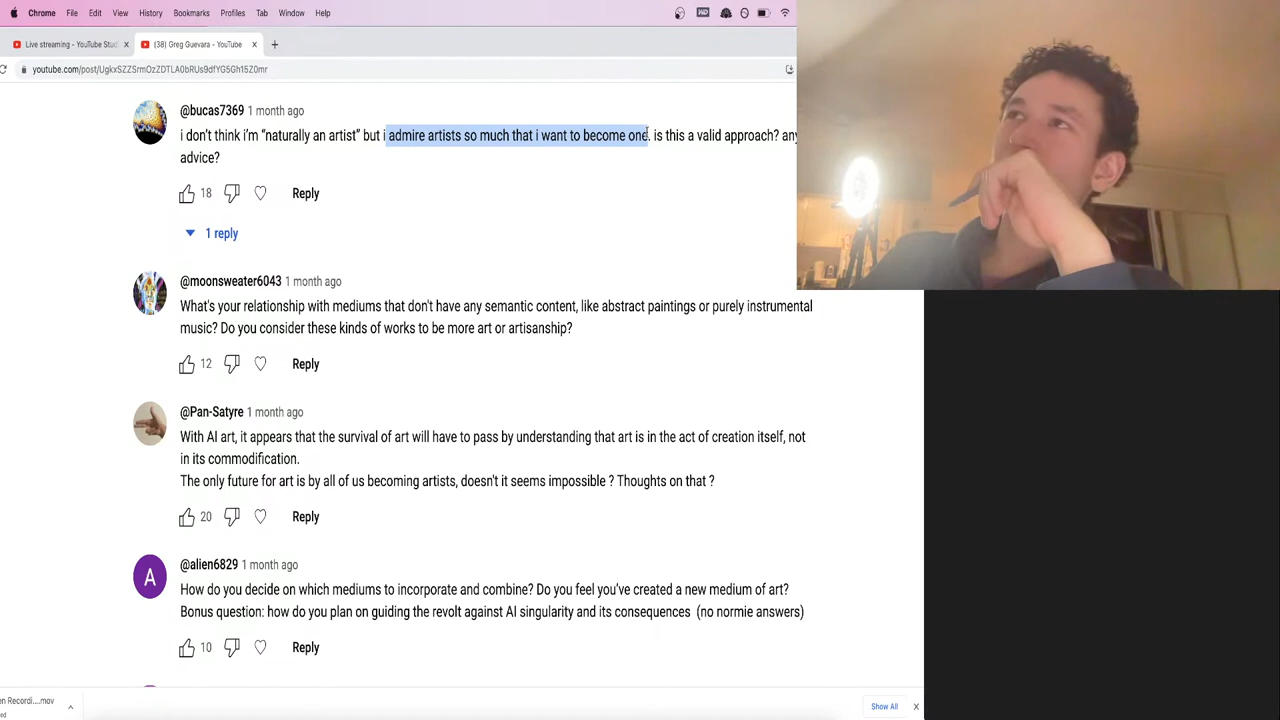 Chrome File Edit View History Bookmarks Profiles Tab Window Help
Live streaming - YouTube Stud (38) Greg Guevara - YouTube
youtube.com/post/UgkxSZZSrmOzZDTLA0bRUs9dfYG5Gh15Z0mr
@bucas7369 1 month ago
i don't think i'm “naturally an artist” but i admire artists so much that i want to become one. is this a valid approach? any
advice?
18 Reply
1 reply
@moonsweater6043 1 month ago
What's your relationship with mediums that don't have any semantic content, like abstract paintings or purely instrumental
music? Do you consider these kinds of works to be more art or artisanship?
12 Reply
@Pan-Satyre 1 month ago
With AI art, it appears that the survival of art will have to pass by understanding that art is in the act of creation itself, not
in its commodification.
The only future for art is by all of us becoming artists, doesn't it seems impossible ? Thoughts on that ?
20 Reply
A
@alien6829 1 month ago
How do you decide on which mediums to incorporate and combine? Do you feel you've created a new medium of art?
Bonus question: how do you plan on guiding the revolt against AI singularity and its consequences (no normie answers)
10 Reply
en Recordi....mov
Show All